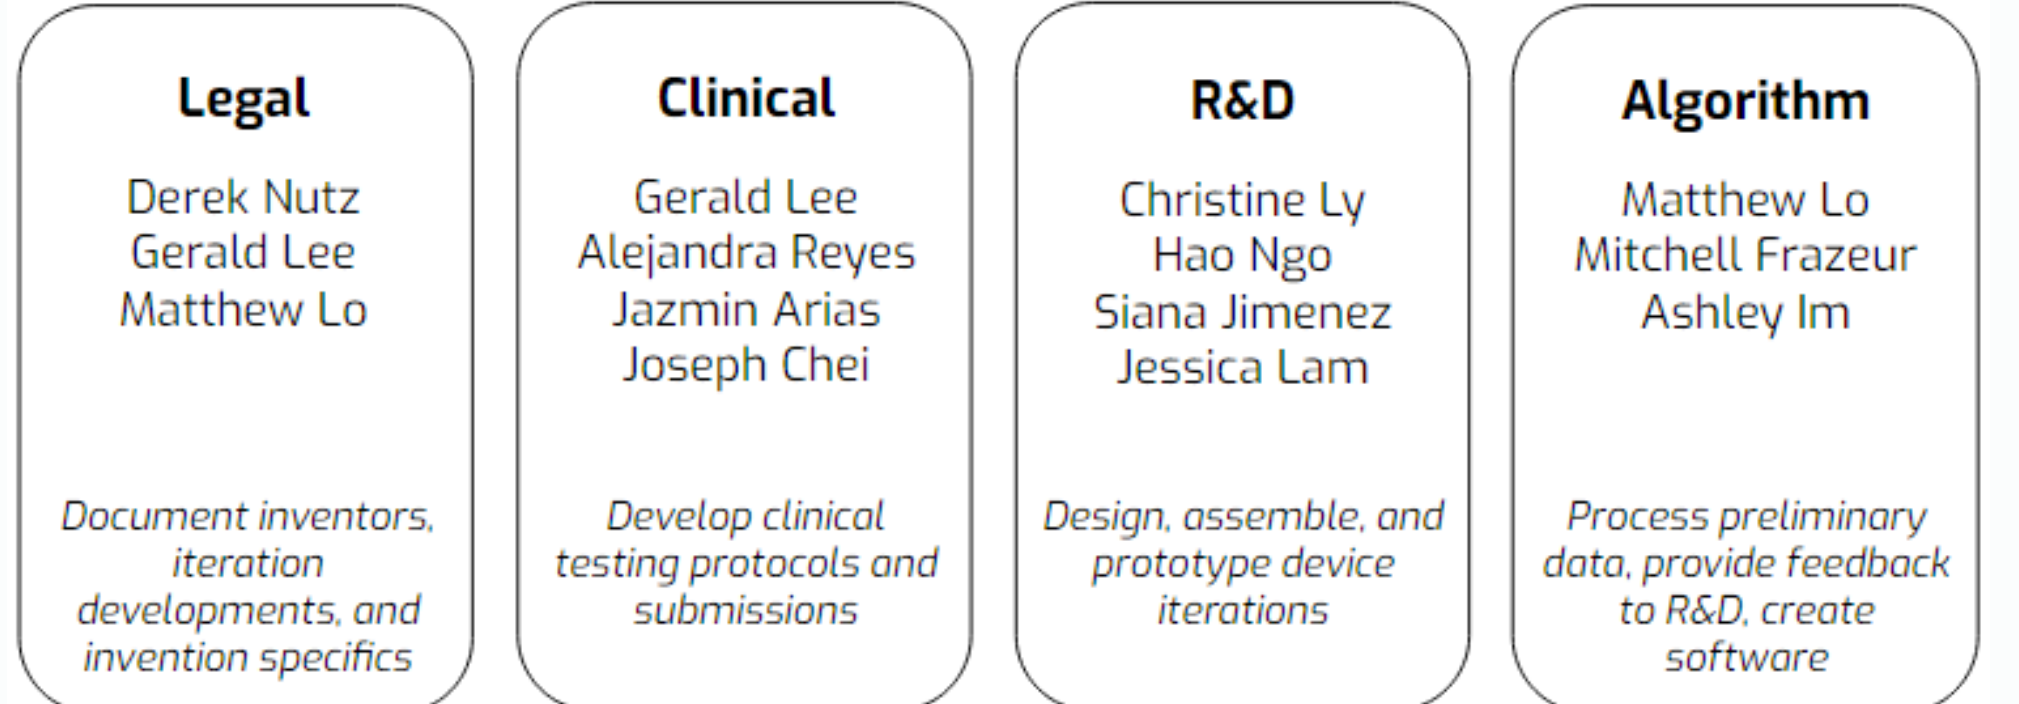 Legal
Derek Nutz
Gerald Lee
Matthew Lo
Document inventors,
iteration
developments, and
invention specifics
Clinical
Gerald Lee
Alejandra Reyes
Jazmin Arias
Joseph Chei
Develop clinical
testing protocols and
submissions
R&D
Christine Ly
Hao Ngo
Siana Jimenez
Jessica Lam
Design, assemble, and
prototype device
iterations
Algorithm
Matthew Lo
Mitchell Frazeur
Ashley Im
Process preliminary
data, provide feedback
to R&D, create
software